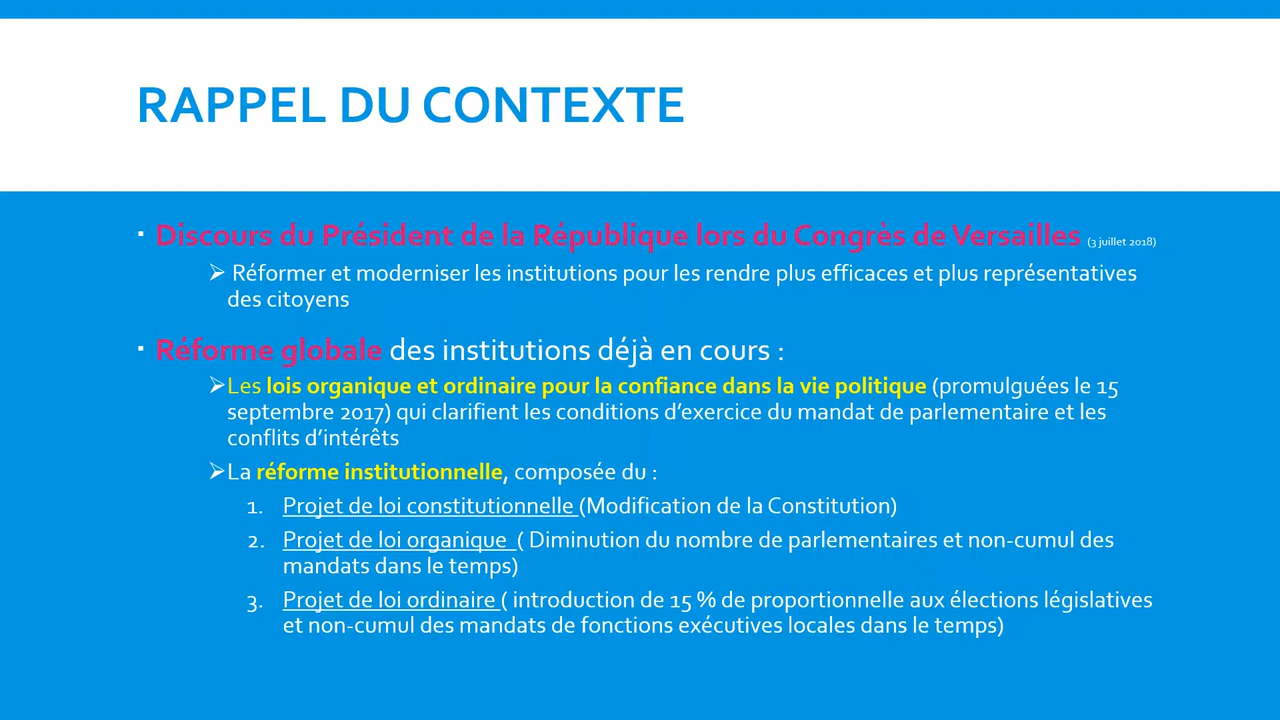 RAPPEL DU CONTEXTE
▪ Discours du Président de la République lors du Congrès de Versailles (3 juillet 2018)
➢ Réformer et moderniser les institutions pour les rendre plus efficaces et plus représentatives
des citoyens
▪ Réforme globale des institutions déjà en cours :
➢Les lois organique et ordinaire pour la confiance dans la vie politique (promulguées le 15
septembre 2017) qui clarifient les conditions d’exercice du mandat de parlementaire et les
conflits d’intérêts
➢La réforme institutionnelle, composée du :
1. Projet de loi constitutionnelle (Modification de la Constitution)
2. Projet de loi organique ( Diminution du nombre de parlementaires et non-cumul des
mandats dans le temps)
3. Projet de loi ordinaire ( introduction de 15 % de proportionnelle aux élections législatives
et non-cumul des mandats de fonctions exécutives locales dans le temps)